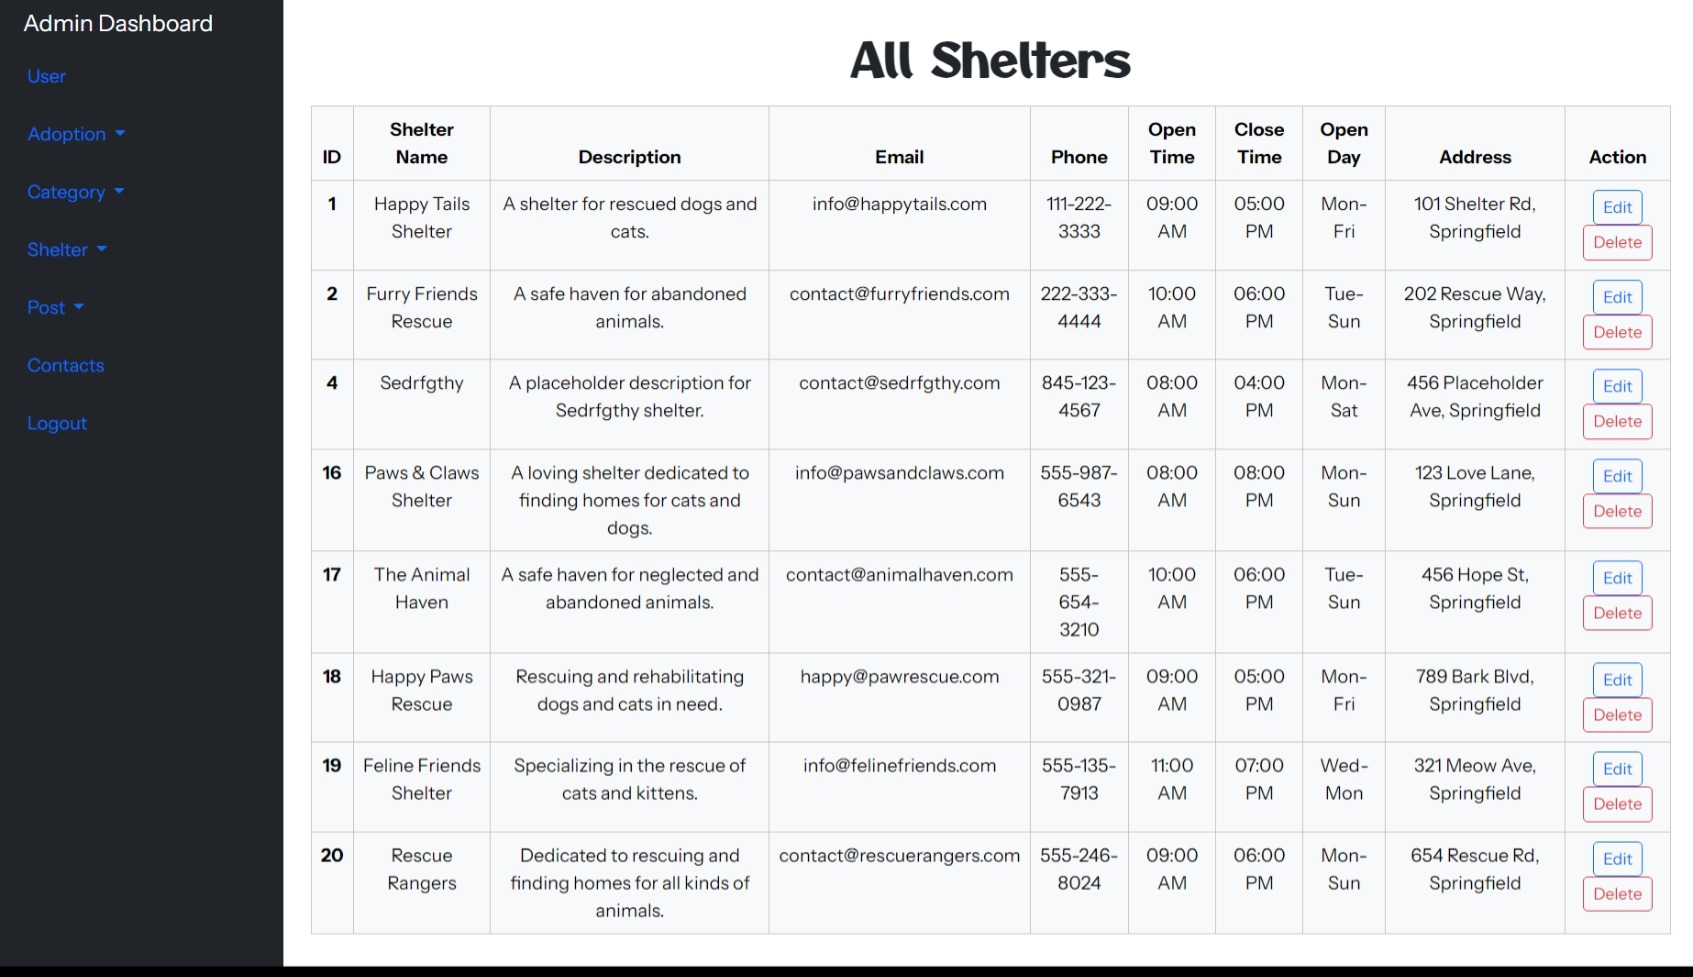 Admin Dashboard
User
Adoption
Category
Shelter
Post
Contacts
Logout
All Shelters
ID Shelter Name Description Email Phone Open Time Close Time Open Day Address Action
1 Happy Tails Shelter A shelter for rescued dogs and cats. info@happytails.com 111-222-3333 09:00 AM 05:00 PM Mon-Fri 101 Shelter Rd, Springfield Edit Delete
2 Furry Friends Rescue A safe haven for abandoned animals. contact@furryfriends.com 222-333-4444 10:00 AM 06:00 PM Tue-Sun 202 Rescue Way, Springfield Edit Delete
4 Sedrfgthy A placeholder description for Sedrfgthy shelter. contact@sedrfgthy.com 845-123-4567 08:00 AM 04:00 PM Mon-Sat 456 Placeholder Ave, Springfield Edit Delete
16 Paws & Claws Shelter A loving shelter dedicated to finding homes for cats and dogs. info@pawsandclaws.com 555-987-6543 08:00 AM 08:00 PM Mon-Sun 123 Love Lane, Springfield Edit Delete
17 The Animal Haven A safe haven for neglected and abandoned animals. contact@animalhaven.com 555-654-3210 10:00 AM 06:00 PM Tue-Sun 456 Hope St, Springfield Edit Delete
18 Happy Paws Rescue Rescuing and rehabilitating dogs and cats in need. happy@pawrescue.com 555-321-0987 09:00 AM 05:00 PM Mon-Fri 789 Bark Blvd, Springfield Edit Delete
19 Feline Friends Shelter Specializing in the rescue of cats and kittens. info@felinefriends.com 555-135-7913 11:00 AM 07:00 PM Wed-Mon 321 Meow Ave, Springfield Edit Delete
20 Rescue Rangers Dedicated to rescuing and finding homes for all kinds of animals. contact@rescuerangers.com 555-246-8024 09:00 AM 06:00 PM Mon-Sun 654 Rescue Rd, Springfield Edit Delete